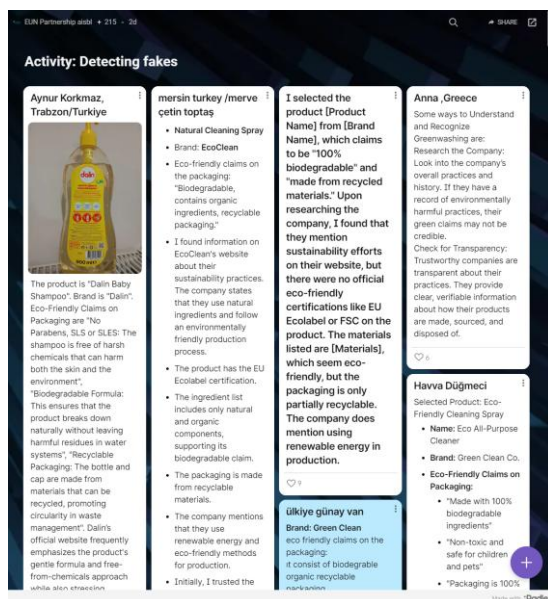 EUN Partnership aisbl + 215 • 2d
SHARE
Activity: Detecting fakes
Aynur Korkmaz,
Trabzon/Turkiye
dalin
The product is "Dalin Baby
Shampoo". Brand is "Dalin".
Eco-Friendly Claims on
Packaging are "No
Parabens, SLS or SLES: The
shampoo is free of harsh
chemicals that can harm
both the skin and the
environment",
"Biodegradable Formula:
This ensures that the
product breaks down
naturally without leaving
harmful residues in water
systems", "Recyclable
Packaging: The bottle and
cap are made from
materials that can be
recycled, promoting
circularity in waste
management". Dalin's
official website frequently
emphasizes the product's
gentle formula and free-
from-chemicals approach
while also stressing
mersin turkey /merve
çetin toptaş
• Natural Cleaning Spray
• Brand: EcoClean
• Eco-friendly claims on
the packaging:
"Biodegradable,
contains organic
ingredients, recyclable
packaging."
• I found information on
EcoClean's website
about their
sustainability practices.
The company states
that they use natural
ingredients and follow
an environmentally
friendly production
process.
• The product has the EU
Ecolabel certification.
• The ingredient list
includes only natural
and organic
components,
supporting its
biodegradable claim.
• The packaging is made
from recyclable
materials.
• The company mentions
that they use
renewable energy and
eco-friendly methods
for production.
• Initially, I trusted the
I selected the
product [Product
Name] from [Brand
Name], which claims
to be "100%
biodegradable" and
"made from recycled
materials." Upon
researching the
company, I found that
they mention
sustainability efforts
on their website, but
there were no official
eco-friendly
certifications like EU
Ecolabel or FSC on the
product. The materials
listed are [Materials],
which seem eco-
friendly, but the
packaging is only
partially recyclable.
The company does
mention using
renewable energy in
production.
9
ülkiye günay van
Brand: Green Clean
eco friendly claims on the
packaging:
it consist of biodegrable
organic recyclable
packaging
Anna ,Greece
Some ways to Understand
and Recognize
Greenwashing are:
Research the Company:
Look into the company's
overall practices and
history. If they have a
record of environmentally
harmful practices, their
green claims may not be
credible.
Check for Transparency:
Trustworthy companies are
transparent about their
practices. They provide
clear, verifiable information
about how their products
are made, sourced, and
disposed of.
6
Havva Düğmeci
Selected Product: Eco-
Friendly Cleaning Spray
• Name: Eco All-Purpose
Cleaner
• Brand: Green Clean Co.
• Eco-Friendly Claims on
Packaging:
• "Made with 100%
biodegradable
ingredients"
• "Non-toxic and
safe for children
and pets"
• "Packaging is 100%
Made with Padlet